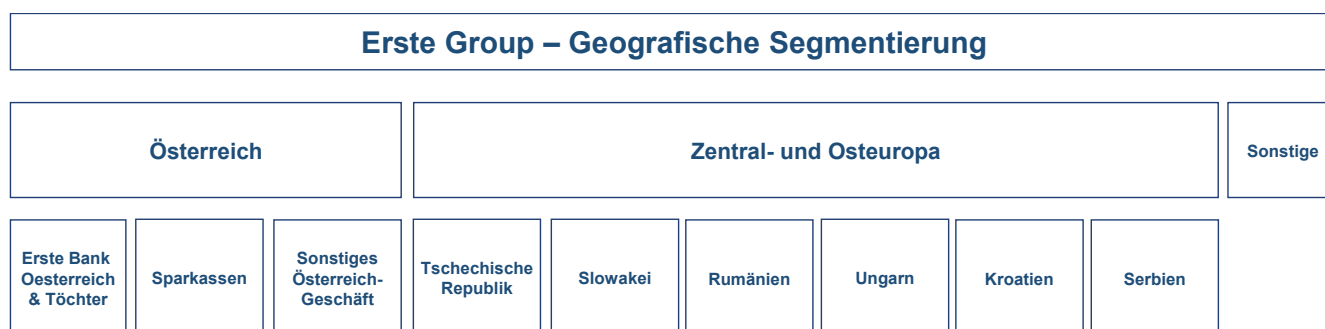 Erste Group – Geografische Segmentierung
Österreich
Zentral- und Osteuropa
Sonstige
Erste Bank
Oesterreich
& Töchter
Sparkassen
Sonstiges
Österreich-
Geschäft
Tschechische
Republik
Slowakei
Rumänien
Ungarn
Kroatien
Serbien